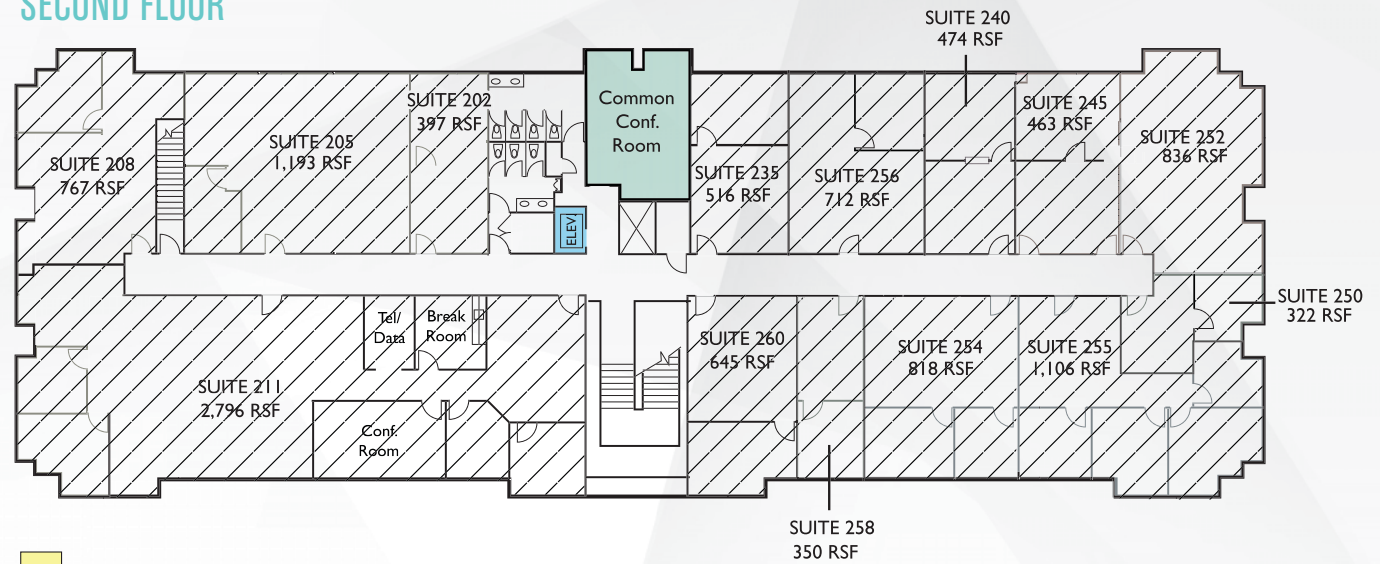 SECOND FLOOR
SUITE 240
474 RSF
SUITE 208
767 RSF
SUITE 205
1,193 RSF
SUITE 202
397 RSF
Common
Conf.
Room
ELEV
SUITE 235
516 RSF
SUITE 256
712 RSF
SUITE 245
463 RSF
SUITE 252
836 RSF
SUITE 250
322 RSF
SUITE 211
2,796 RSF
Tel/
Data
Break
Room
Conf.
Room
SUITE 260
645 RSF
SUITE 254
818 RSF
SUITE 255
1,106 RSF
SUITE 258
350 RSF